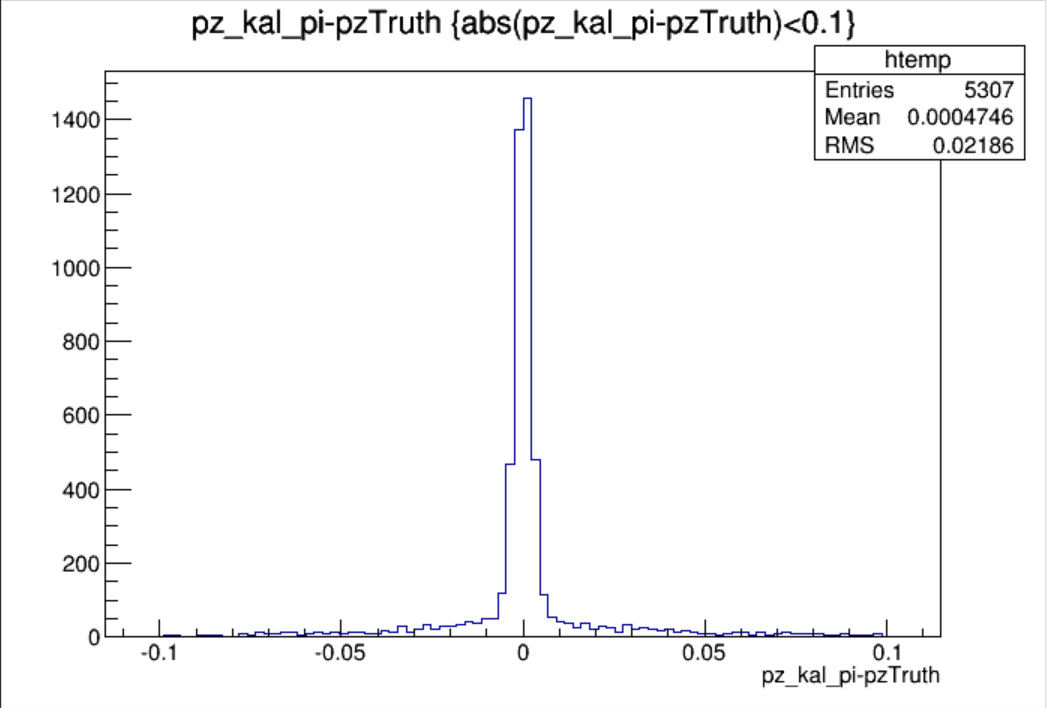 pz_kal_pi-pzTruth {abs(pz_kal_pi-pzTruth)<0.1}
htemp
Entries 5307
Mean 0.0004746
RMS 0.02186
1400
1200
1000
800
600
400
200
0
-0.1 -0.05 0 0.05 0.1
pz_kal_pi-pzTruth